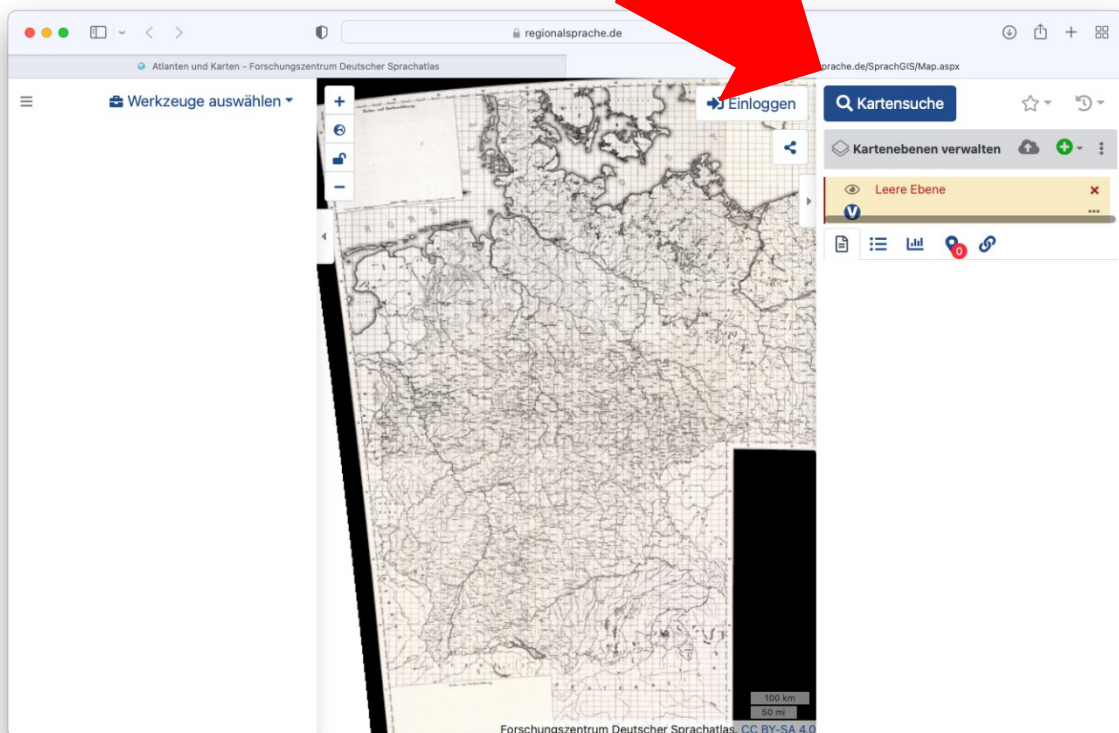 regionalsprache.de
Atlanten und Karten - Forschungszentrum Deutscher Sprachatlas
prache.de/SprachGIS/Map.aspx
Werkzeuge auswählen
Einloggen
Kartensuche
Kartenebenen verwalten
Leere Ebene
V
0
100 km
50 mi
Forschungszentrum Deutscher Sprachatlas, CC BY-SA 4.0